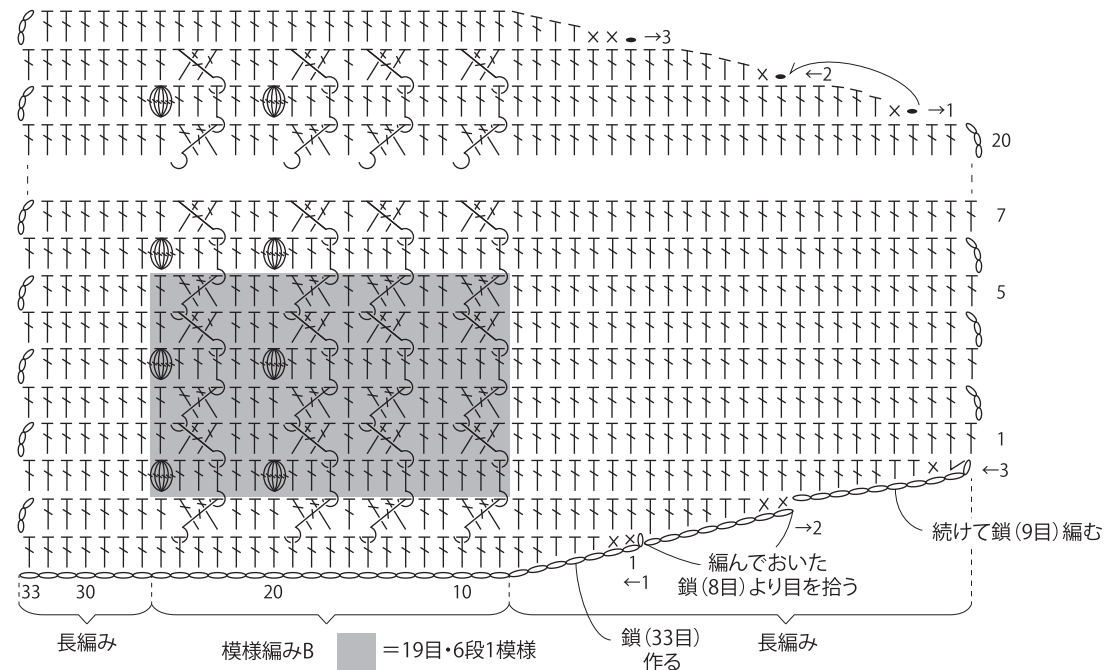 →3
←2
→1
20
7
5
1
←3
→2
続けて鎖(9目)編む
編んでおいた
鎖(8目)より目を拾う
1
←1
33
30
20
10
長編み
模様編みB
=19目・6段1模様
鎖(33目)
作る
長編み